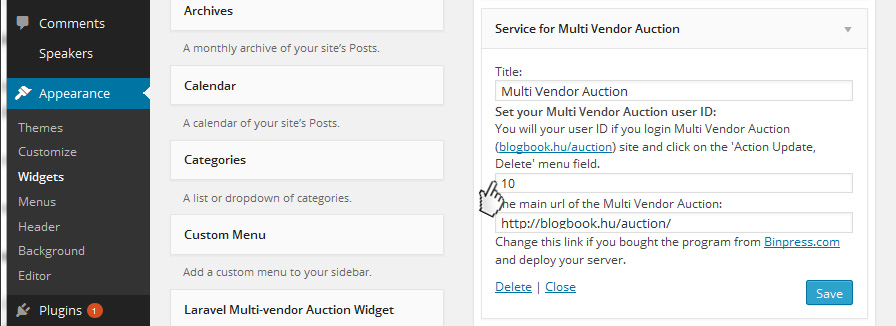 Comments
Speakers
Appearance
Themes
Customize
Widgets
Menus
Header
Background
Editor
Plugins 1
Archives
A monthly archive of your site's Posts.
Calendar
A calendar of your site's Posts.
Categories
A list or dropdown of categories.
Custom Menu
Add a custom menu to your sidebar.
Laravel Multi-vendor Auction Widget
Service for Multi Vendor Auction
Title:
Multi Vendor Auction
Set your Multi Vendor Auction user ID:
You will your user ID if you login Multi Vendor Auction
(blogbook.hu/auction) site and click on the 'Action Update,
Delete' menu field.
10
he main url of the Multi Vendor Auction:
http://blogbook.hu/auction/
Change this link if you bought the program from Binpress.com
and deploy your server.
Delete | Close
Save